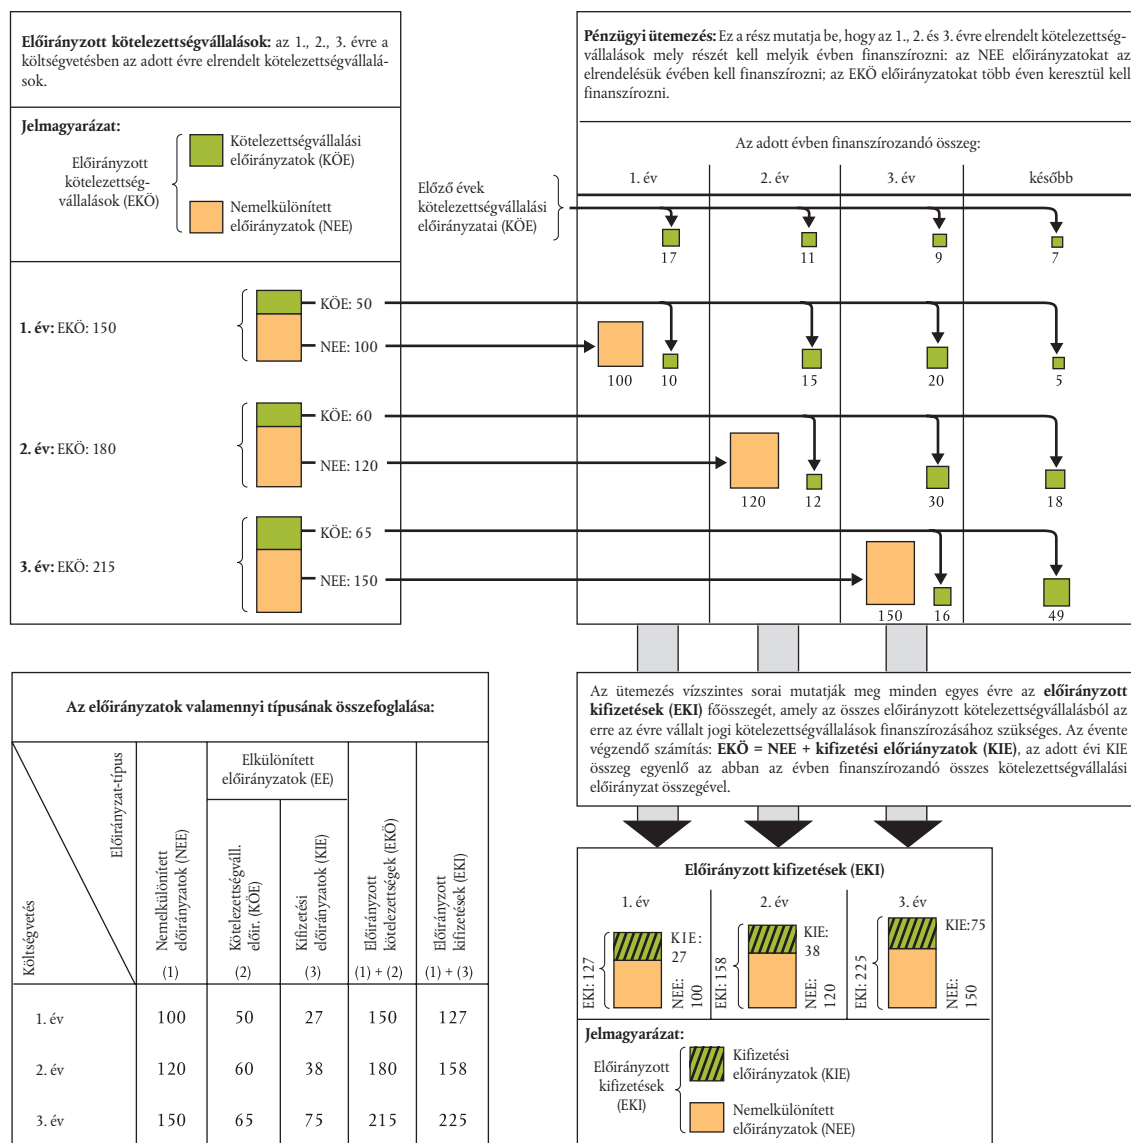 Előirányzott kötelezettségvállalások: az 1., 2., 3. évre a
költségvetésben az adott évre elrendelt kötelezettségvállalá-
sok.
Jelmagyarázat:
Előirányzott
kötelezettség-
vállalások (EKÖ)
Kötelezettségvállalási
előirányzatok (KÖE)
Nemelkülönített
előirányzatok (NEE)
Pénzügyi ütemezés: Ez a rész mutatja be, hogy az 1., 2. és 3. évre elrendelt kötelezettség-
vállalások mely részét kell melyik évben finanszírozni: az NEE előirányzatokat az
elrendelésük évében kell finanszírozni; az EKÖ előirányzatokat több éven keresztül kell
finanszírozni.
Az adott évben finanszírozandó összeg:
1. év 2. év 3. év később
Előző évek
kötelezettségvállalási
előirányzatai (KÖE)
17 11 9 7
1. év: EKÖ: 150
KÖE: 50
NEE: 100
100 10 15 20 5
2. év: EKÖ: 180
KÖE: 60
NEE: 120
120 12 30 18
3. év: EKÖ: 215
KÖE: 65
NEE: 150
150 16 49
Az ütemezés vízszintes sorai mutatják meg minden egyes évre az előirányzott
kifizetések (EKI) főösszegét, amely az összes előirányzott kötelezettségvállalásból az
erre az évre vállalt jogi kötelezettségvállalások finanszírozásához szükséges. Az évente
végzendő számítás: EKÖ = NEE + kifizetési előriányzatok (KIE), az adott évi KIE
összeg egyenlő az abban az évben finanszírozandó összes kötelezettségvállalási
előirányzat összegével.
Az előirányzatok valamennyi típusának összefoglalása:
Költségvetés
Előirányzat-típus
Elkülönített
előirányzatok (EE)
Nemelkülönített
előirányzatok (NEE)
Kötelezettségváll.
előir. (KÖE)
Kifizetési
előirányzatok (KIE)
Előirányzott
kötelezettségek (EKÖ)
Előirányzott
kifizetések (EKI)
(1) (2) (3) (1) + (2) (1) + (3)
1. év 100 50 27 150 127
2. év 120 60 38 180 158
3. év 150 65 75 215 225
Előirányzott kifizetések (EKI)
1. év 2. év 3. év
EKI: 127
KIE:
27
NEE:
100
EKI: 158
KIE:
38
NEE:
120
EKI: 225
KIE:75
NEE:
150
Jelmagyarázat:
Előirányzott
kifizetések
(EKI)
Kifizetési
előirányzatok (KIE)
Nemelkülönített
előirányzatok (NEE)